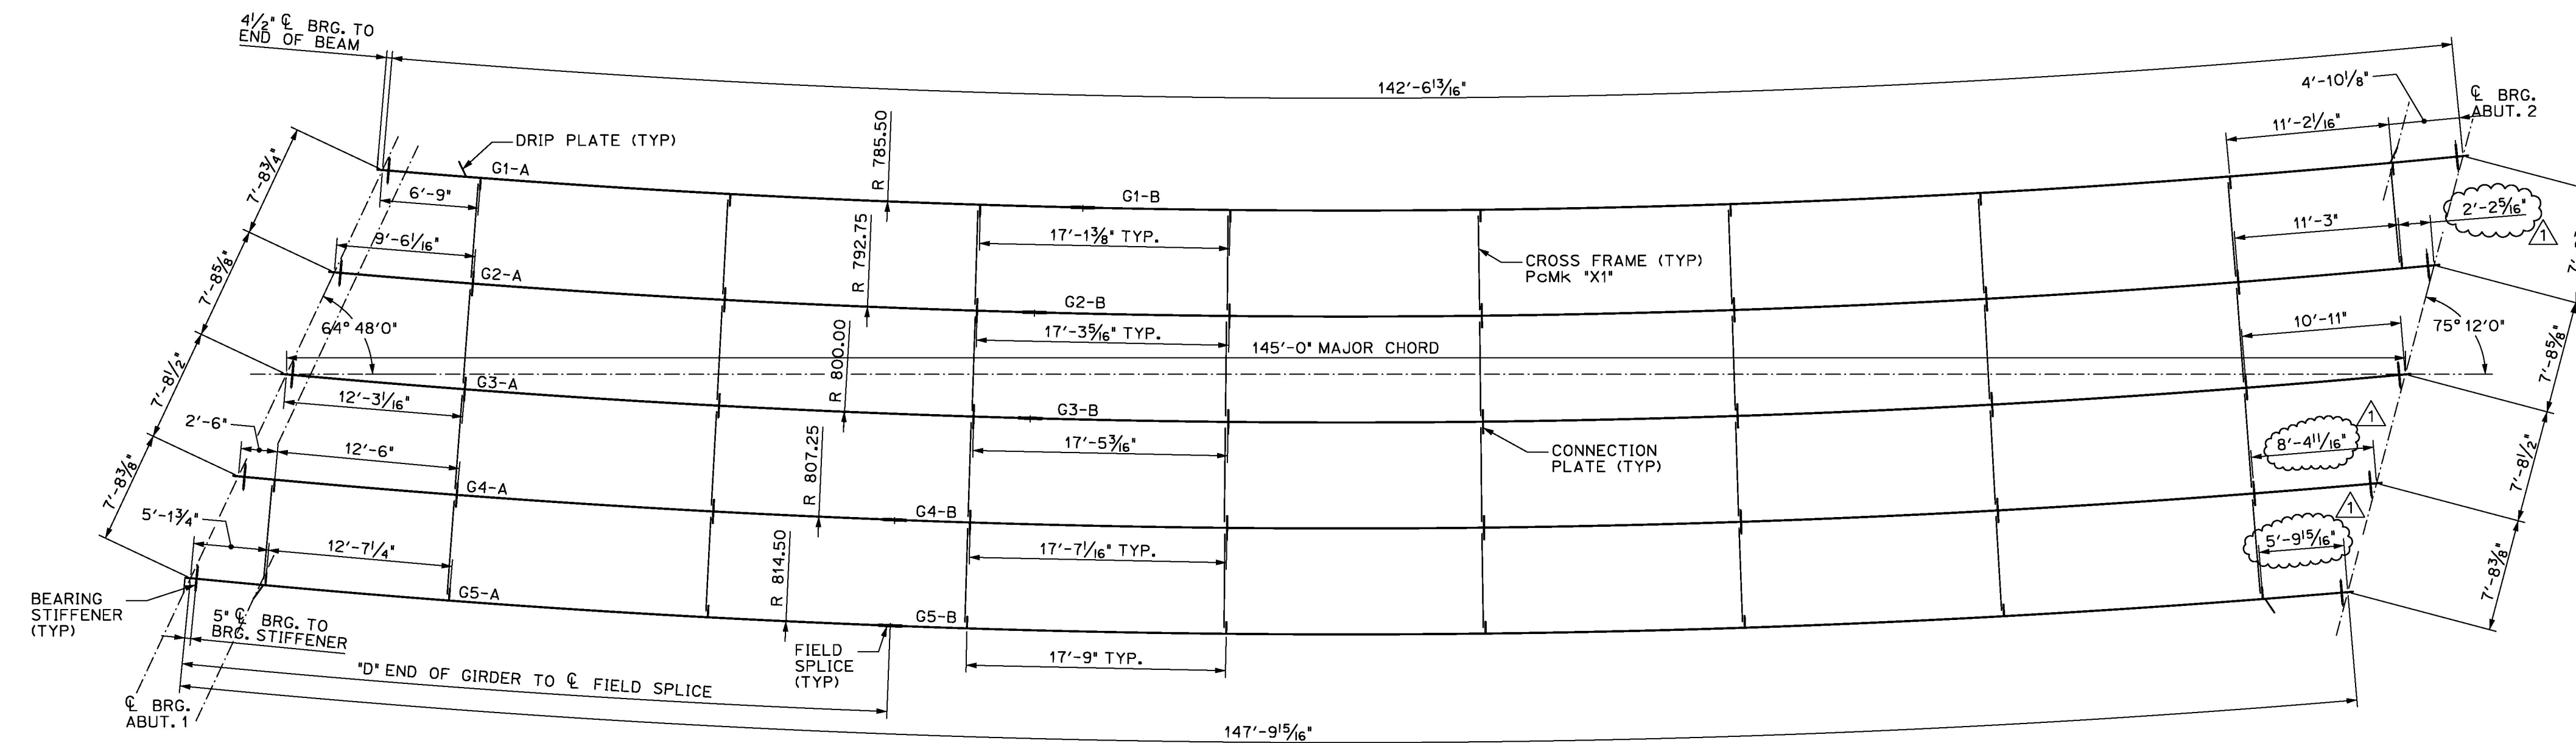 4½" ℄ BRG. TO
END OF BEAM
142'-6¹³⁄₁₆"
4'-10⅛"
℄ BRG.
ABUT. 2
11'-2¹⁄₁₆"
DRIP PLATE (TYP)
R 785.50
7'-8¾"
G1-A
6'-9"
G1-B
2'-2⁵⁄₁₆"
1
11'-3"
9'-6¹⁄₁₆"
17'-1⅜" TYP.
CROSS FRAME (TYP)
PcMk "X1"
R 792.75
7'-8⅝"
G2-A
G2-B
64° 48'0"
17'-3⁵⁄₁₆" TYP.
10'-11"
75° 12'0"
145'-0" MAJOR CHORD
R 800.00
7'-8⅝"
7'-8½"
G3-A
12'-3¹⁄₁₆"
G3-B
2'-6"
17'-5³⁄₁₆"
CONNECTION
PLATE (TYP)
1
8'-4¹¹⁄₁₆"
12'-6"
R 807.25
7'-8½"
7'-8⅜"
G4-A
G4-B
1
5'-1¾"
12'-7¼"
17'-7¹⁄₁₆" TYP.
5'-9¹⁵⁄₁₆"
R 814.50
7'-8⅜"
G5-A
G5-B
BEARING
STIFFENER
(TYP)
5" ℄ BRG. TO
BRG. STIFFENER
FIELD
SPLICE
(TYP)
17'-9" TYP.
"D" END OF GIRDER TO ℄ FIELD SPLICE
℄ BRG.
ABUT. 1
147'-9¹⁵⁄₁₆"